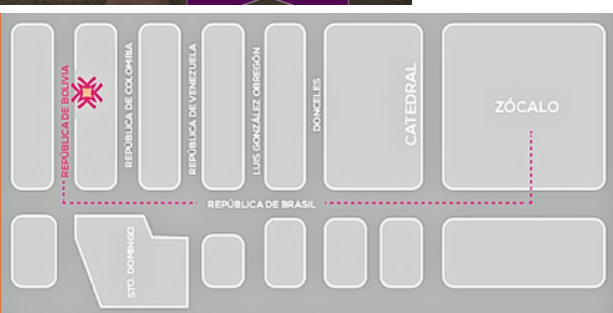 REPÚBLICA DE BOLIVIA
REPÚBLICA DE COLOMBIA
REPÚBLICA DE VENEZUELA
LUIS GONZÁLEZ OBREGÓN
DONCELES
CATEDRAL
ZÓCALO
REPÚBLICA DE BRASIL
STO. DOMINGO